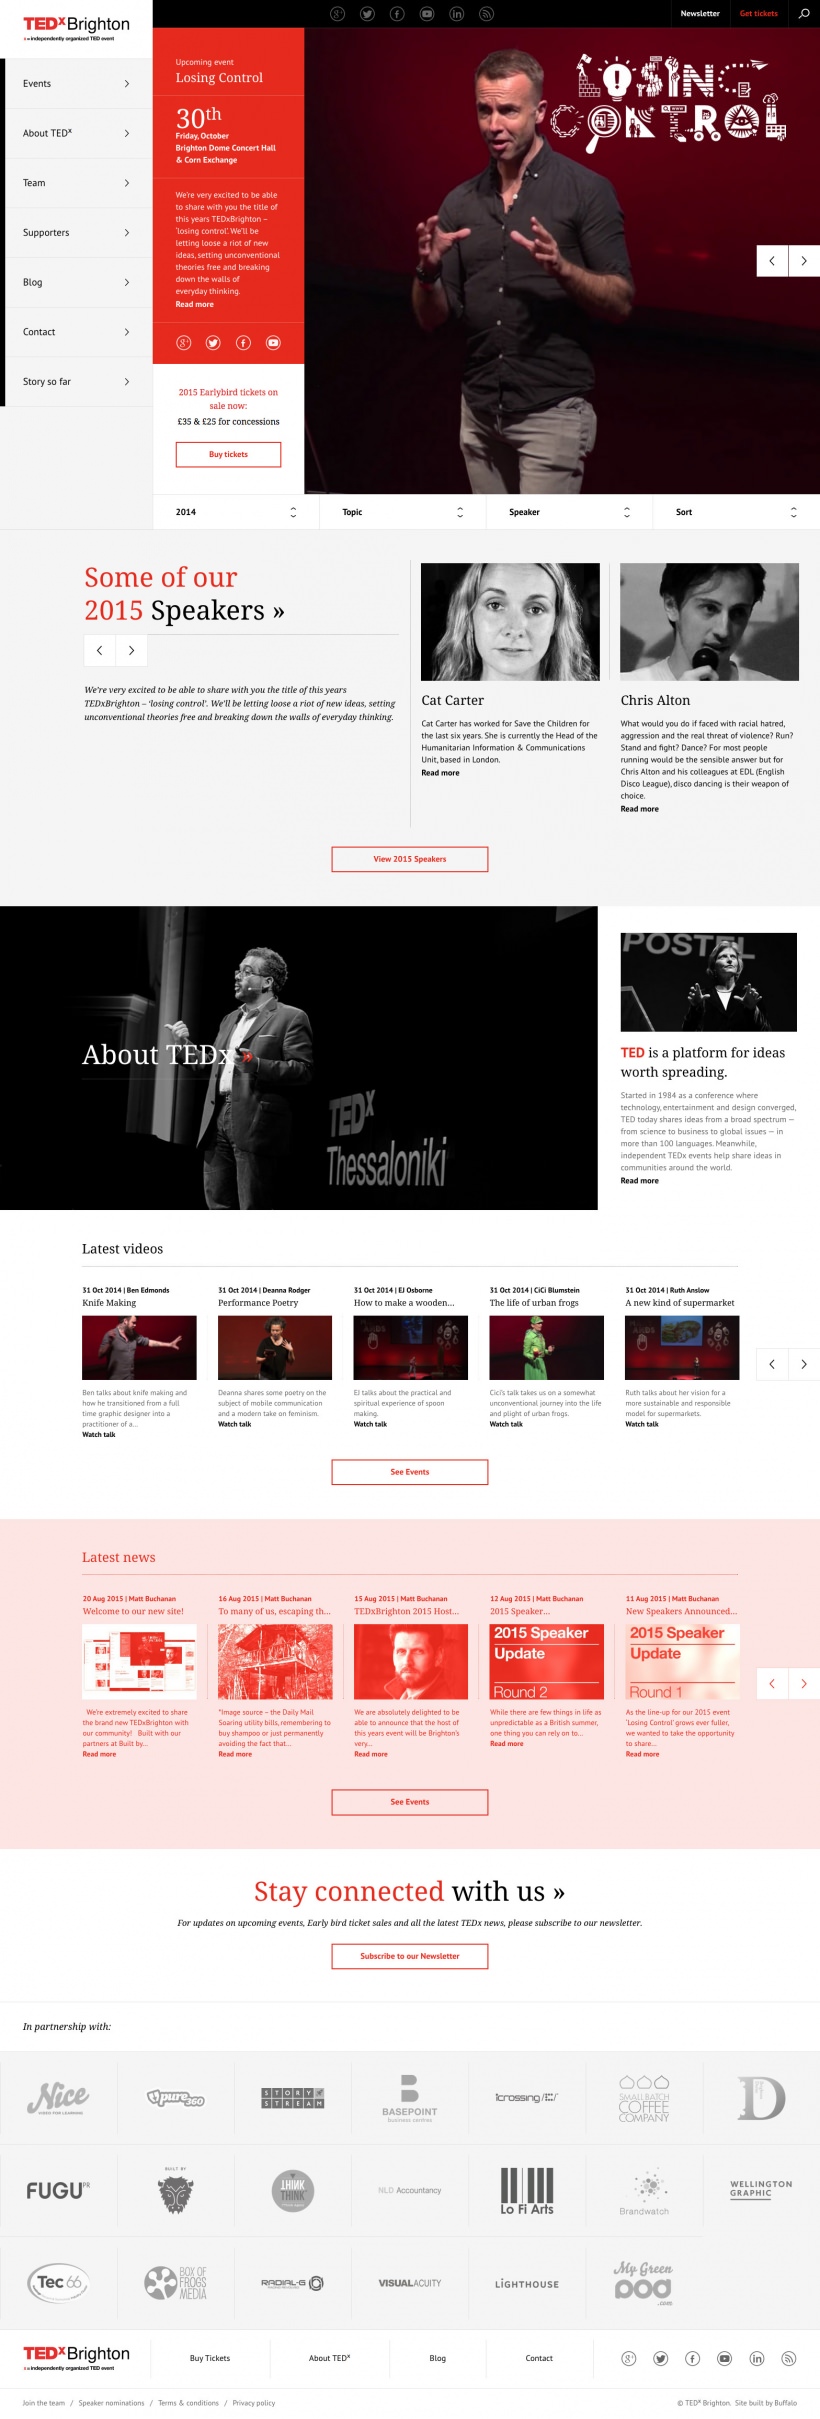 TEDxBrighton
x = independently organized TED event
Newsletter
Get tickets
Events
About TEDx
Team
Supporters
Blog
Contact
Story so far
Upcoming event
Losing Control
30th
Friday, October
Brighton Dome Concert Hall
& Corn Exchange
We're very excited to be able
to share with you the title of
this years TEDxBrighton –
'losing control'. We'll be
letting loose a riot of new
ideas, setting unconventional
theories free and breaking
down the walls of
everyday thinking.
Read more
2015 Earlybird tickets on
sale now:
£35 & £25 for concessions
Buy tickets
LOSING
CONTROL
2014
Topic
Speaker
Sort
Some of our
2015 Speakers »
We're very excited to be able to share with you the title of this years
TEDxBrighton – 'losing control'. We'll be letting loose a riot of new ideas, setting
unconventional theories free and breaking down the walls of everyday thinking.
Cat Carter
Cat Carter has worked for Save the Children for
the last six years. She is currently the Head of the
Humanitarian Information & Communications
Unit, based in London.
Read more
Chris Alton
What would you do if faced with racial hatred,
aggression and the real threat of violence? Run?
Stand and fight? Dance? For most people
running would be the sensible answer but for
Chris Alton and his colleagues at EDL (English
Disco League), disco dancing is their weapon of
choice.
Read more
View 2015 Speakers
About TEDx »
TEDx
Thessaloniki
POSTEL
TED is a platform for ideas
worth spreading.
Started in 1984 as a conference where
technology, entertainment and design converged,
TED today shares ideas from a broad spectrum —
from science to business to global issues — in
more than 100 languages. Meanwhile,
independent TEDx events help share ideas in
communities around the world.
Read more
Latest videos
31 Oct 2014 | Ben Edmonds
Knife Making
Ben talks about knife making and
how he transitioned from a full
time graphic designer into a
practitioner of a...
Watch talk
31 Oct 2014 | Deanna Rodger
Performance Poetry
Deanna shares some poetry on the
subject of mobile communication
and a modern take on feminism.
Watch talk
31 Oct 2014 | EJ Osborne
How to make a wooden...
EJ talks about the practical and
spiritual experience of spoon
making.
Watch talk
31 Oct 2014 | CiCi Blumstein
The life of urban frogs
Cici's talk takes us on a somewhat
unconventional journey into the life
and plight of urban frogs.
Watch talk
31 Oct 2014 | Ruth Anslow
A new kind of supermarket
Ruth talks about her vision for a
more sustainable and responsible
model for supermarkets.
Watch talk
See Events
Latest news
20 Aug 2015 | Matt Buchanan
Welcome to our new site!
We're extremely excited to share
the brand new TEDxBrighton with
our community! Built with our
partners at Built by...
Read more
16 Aug 2015 | Matt Buchanan
To many of us, escaping th...
*Image source – the Daily Mail
Soaring utility bills, remembering to
buy shampoo or just permanently
avoiding the fact that...
Read more
15 Aug 2015 | Matt Buchanan
TEDxBrighton 2015 Host...
We are absolutely delighted to be
able to announce that the host of
this years event will be Brighton's
very...
Read more
12 Aug 2015 | Matt Buchanan
2015 Speaker...
2015 Speaker
Update
Round 2
While there are few things in life as
unpredictable as a British summer,
one thing you can rely on to...
Read more
11 Aug 2015 | Matt Buchanan
New Speakers Announced...
2015 Speaker
Update
Round 1
As the line-up for our 2015 event
'Losing Control' grows ever fuller,
we wanted to take the opportunity
to share...
Read more
See Events
Stay connected with us »
For updates on upcoming events, Early bird ticket sales and all the latest TEDx news, please subscribe to our newsletter.
Subscribe to our Newsletter
In partnership with:
Nice
VIDEO FOR LEARNING
pure360
STORY
STREAM
BASEPOINT
business centres
icrossing
SMALL BATCH
COFFEE
COMPANY
D
FUGU PR
BUILT BY
THINK
THINK
NLD Accountancy
Lo Fi Arts
Brandwatch
WELLINGTON
GRAPHIC
Tec 66
BOX OF
FROGS
MEDIA
RADIAL-G
VISUALACUITY
LIGHTHOUSE
My Green
pod
.com
TEDxBrighton
x = independently organized TED event
Buy Tickets
About TEDx
Blog
Contact
Join the team / Speaker nominations / Terms & conditions / Privacy policy
© TEDx Brighton. Site built by Buffalo